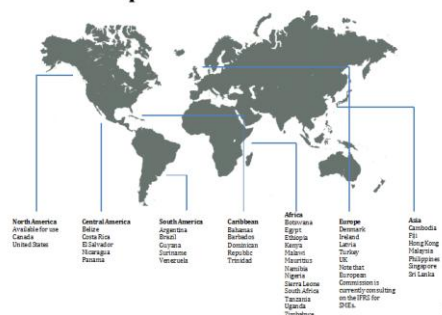 North America
Available for use
Canada
United States
Central America
Belize
Costa Rica
El Salvador
Nicaragua
Panama
South America
Argentina
Brazil
Guyana
Suriname
Venezuela
Caribbean
Bahamas
Barbados
Dominican
Republic
Trinidad
Africa
Botswana
Egypt
Ethiopia
Kenya
Malawi
Mauritius
Namibia
Nigeria
Sierra Leone
South Africa
Tanzania
Uganda
Zimbabwe
Europe
Denmark
Ireland
Latvia
Turkey
UK
Note that
European
Commission is
currently consulting
on the IFRS for
SMEs.
Asia
Cambodia
Fiji
Hong Kong
Malaysia
Philippines
Singapore
Sri Lanka